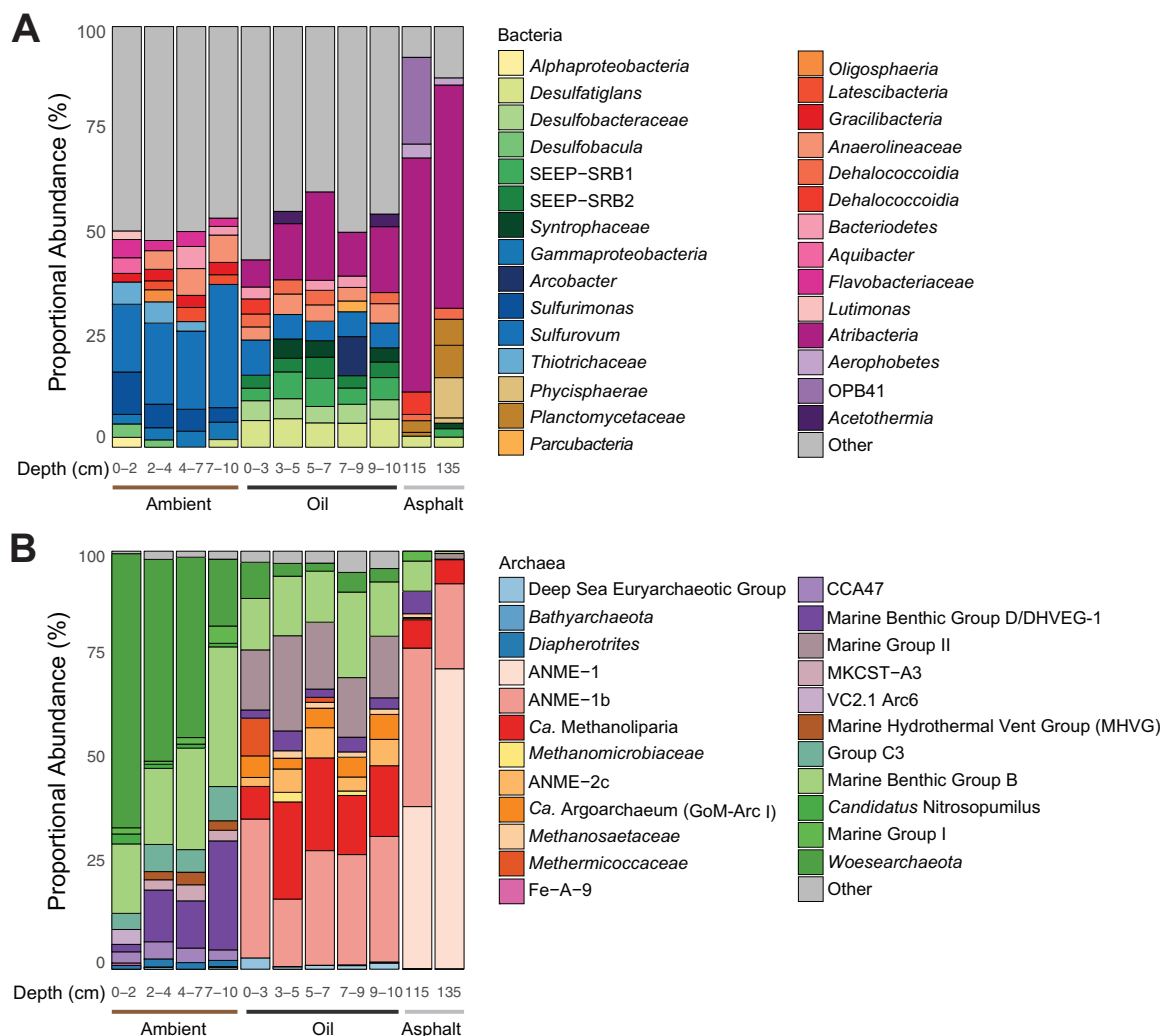 A
Proportional Abundance (%)
100
75
50
25
0
Depth (cm)
0–2
2–4
4–7
7–10
0–3
3–5
5–7
7–9
9–10
115
135
Ambient
Oil
Asphalt
Bacteria
Alphaproteobacteria
Desulfatiglans
Desulfobacteraceae
Desulfobacula
SEEP−SRB1
SEEP−SRB2
Syntrophaceae
Gammaproteobacteria
Arcobacter
Sulfurimonas
Sulfurovum
Thiotrichaceae
Phycisphaerae
Planctomycetaceae
Parcubacteria
Oligosphaeria
Latescibacteria
Gracilibacteria
Anaerolineaceae
Dehalococcoidia
Dehalococcoidia
Bacteriodetes
Aquibacter
Flavobacteriaceae
Lutimonas
Atribacteria
Aerophobetes
OPB41
Acetothermia
Other
B
Proportional Abundance (%)
100
75
50
25
0
Depth (cm)
0–2
2–4
4–7
7–10
0–3
3–5
5–7
7–9
9–10
115
135
Ambient
Oil
Asphalt
Archaea
Deep Sea Euryarchaeotic Group
Bathyarchaeota
Diapherotrites
ANME−1
ANME−1b
Ca. Methanoliparia
Methanomicrobiaceae
ANME−2c
Ca. Argoarchaeum (GoM-Arc I)
Methanosaetaceae
Methermicoccaceae
Fe−A−9
CCA47
Marine Benthic Group D/DHVEG-1
Marine Group II
MKCST−A3
VC2.1 Arc6
Marine Hydrothermal Vent Group (MHVG)
Group C3
Marine Benthic Group B
Candidatus Nitrosopumilus
Marine Group I
Woesearchaeota
Other